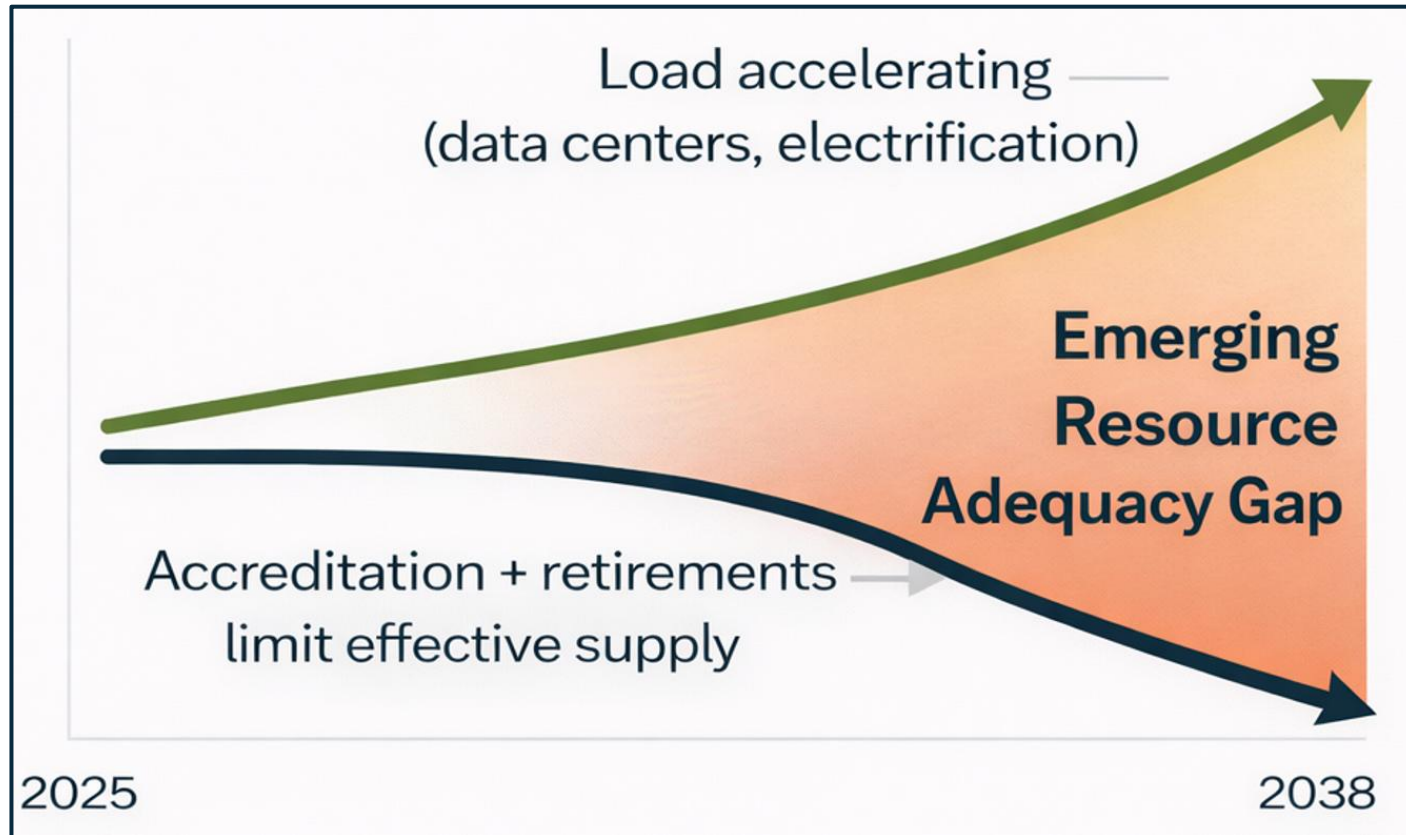 Load accelerating
(data centers, electrification)
Emerging
Resource
Adequacy Gap
Accreditation + retirements
limit effective supply
2025
2038